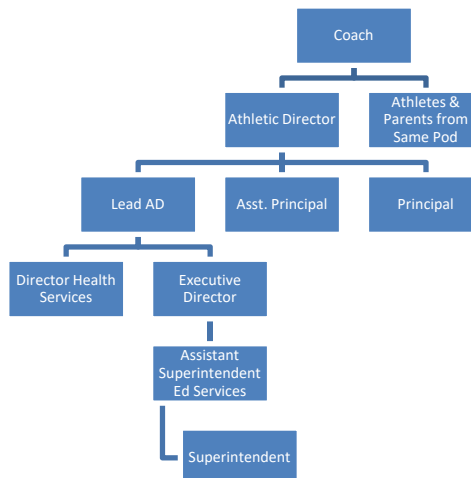 Coach
Athletic Director
Athletes &
Parents from
Same Pod
Lead AD
Asst. Principal
Principal
Director Health
Services
Executive
Director
Assistant
Superintendent
Ed Services
Superintendent